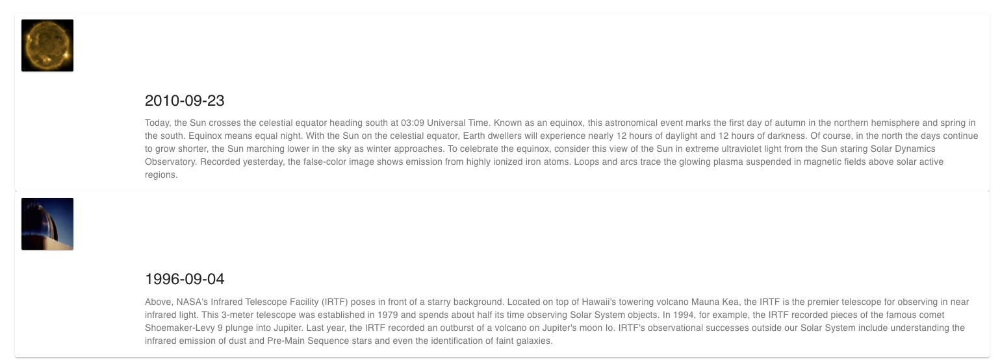 2010-09-23
Today, the Sun crosses the celestial equator heading south at 03:09 Universal Time. Known as an equinox, this astronomical event marks the first day of autumn in the northern hemisphere and spring in
the south. Equinox means equal night. With the Sun on the celestial equator, Earth dwellers will experience nearly 12 hours of daylight and 12 hours of darkness. Of course, in the north the days continue
to grow shorter, the Sun marching lower in the sky as winter approaches. To celebrate the equinox, consider this view of the Sun in extreme ultraviolet light from the Sun staring Solar Dynamics
Observatory. Recorded yesterday, the false-color image shows emission from highly ionized iron atoms. Loops and arcs trace the glowing plasma suspended in magnetic fields above solar active
regions.
1996-09-04
Above, NASA's Infrared Telescope Facility (IRTF) poses in front of a starry background. Located on top of Hawaii's towering volcano Mauna Kea, the IRTF is the premier telescope for observing in near
infrared light. This 3-meter telescope was established in 1979 and spends about half its time observing Solar System objects. In 1994, for example, the IRTF recorded pieces of the famous comet
Shoemaker-Levy 9 plunge into Jupiter. Last year, the IRTF recorded an outburst of a volcano on Jupiter's moon Io. IRTF's observational successes outside our Solar System include understanding the
infrared emission of dust and Pre-Main Sequence stars and even the identification of faint galaxies.